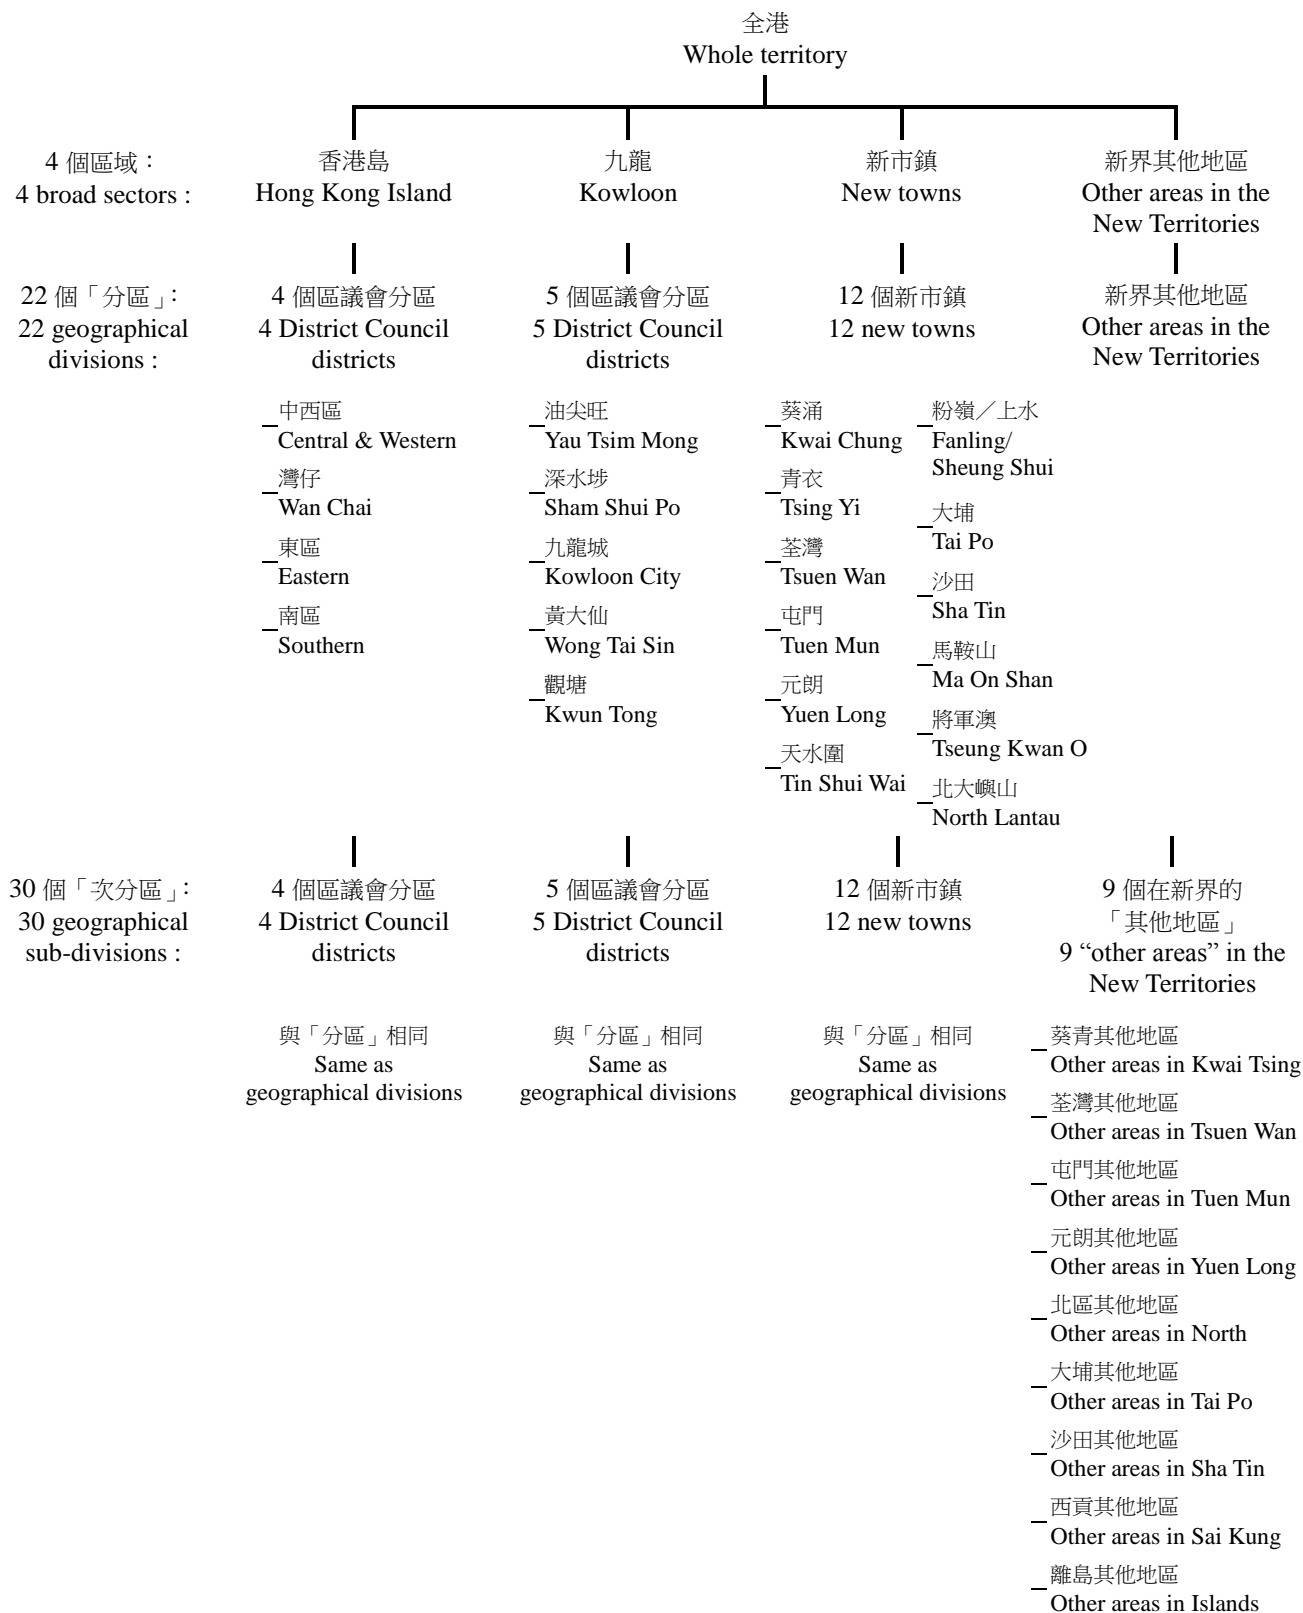 全港
Whole territory
4 個區域：
4 broad sectors :
香港島
Hong Kong Island
九龍
Kowloon
新市鎮
New towns
新界其他地區
Other areas in the
New Territories
22 個「分區」：
22 geographical
divisions :
4 個區議會分區
4 District Council
districts
5 個區議會分區
5 District Council
districts
12 個新市鎮
12 new towns
新界其他地區
Other areas in the
New Territories
中西區
Central & Western
灣仔
Wan Chai
東區
Eastern
南區
Southern
油尖旺
Yau Tsim Mong
深水埗
Sham Shui Po
九龍城
Kowloon City
黃大仙
Wong Tai Sin
觀塘
Kwun Tong
葵涌
Kwai Chung
青衣
Tsing Yi
荃灣
Tsuen Wan
屯門
Tuen Mun
元朗
Yuen Long
天水圍
Tin Shui Wai
粉嶺／上水
Fanling/
Sheung Shui
大埔
Tai Po
沙田
Sha Tin
馬鞍山
Ma On Shan
將軍澳
Tseung Kwan O
北大嶼山
North Lantau
30 個「次分區」：
30 geographical
sub-divisions :
4 個區議會分區
4 District Council
districts
5 個區議會分區
5 District Council
districts
12 個新市鎮
12 new towns
9 個在新界的
「其他地區」
9 “other areas” in the
New Territories
與「分區」相同
Same as
geographical divisions
與「分區」相同
Same as
geographical divisions
與「分區」相同
Same as
geographical divisions
葵青其他地區
Other areas in Kwai Tsing
荃灣其他地區
Other areas in Tsuen Wan
屯門其他地區
Other areas in Tuen Mun
元朗其他地區
Other areas in Yuen Long
北區其他地區
Other areas in North
大埔其他地區
Other areas in Tai Po
沙田其他地區
Other areas in Sha Tin
西貢其他地區
Other areas in Sai Kung
離島其他地區
Other areas in Islands